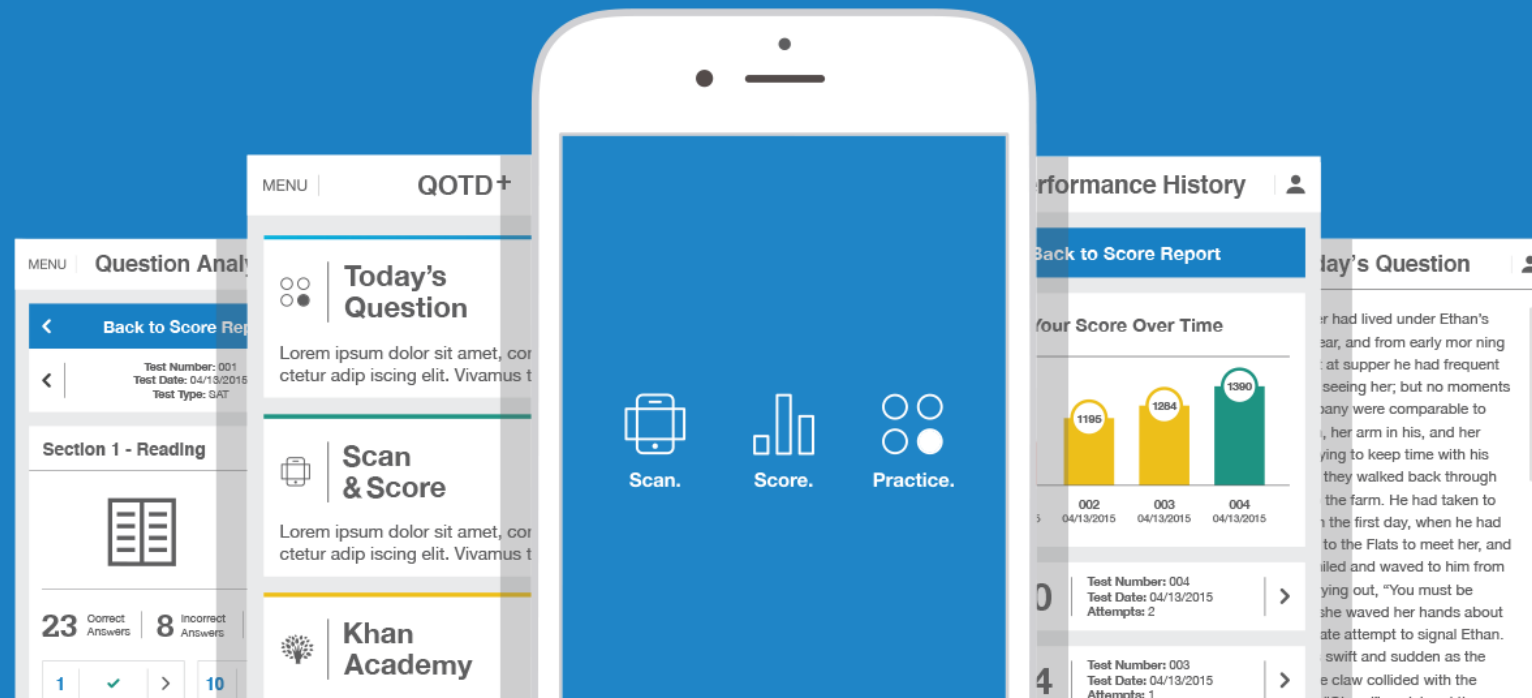 MENU
Question Analy
Back to Score Rep
Test Number: 001
Test Date: 04/13/2015
Test Type: SAT
Section 1 - Reading
23 Correct Answers
8 Incorrect Answers
1
10
MENU
QOTD+
Today's
Question
Lorem ipsum dolor sit amet, con
ctetur adip iscing elit. Vivamus t
Scan
& Score
Lorem ipsum dolor sit amet, con
ctetur adip iscing elit. Vivamus t
Khan
Academy
Scan.
Score.
Practice.
rformance History
Back to Score Report
Your Score Over Time
1195
1284
1390
002
04/13/2015
003
04/13/2015
004
04/13/2015
0
Test Number: 004
Test Date: 04/13/2015
Attempts: 2
4
Test Number: 003
Test Date: 04/13/2015
Attempts: 1
day's Question
er had lived under Ethan's
ear, and from early mor ning
at supper he had frequent
seeing her; but no moments
pany were comparable to
, her arm in his, and her
ying to keep time with his
they walked back through
the farm. He had taken to
the first day, when he had
to the Flats to meet her, and
iled and waved to him from
ying out, “You must be
she waved her hands about
ate attempt to signal Ethan.
swift and sudden as the
e claw collided with the